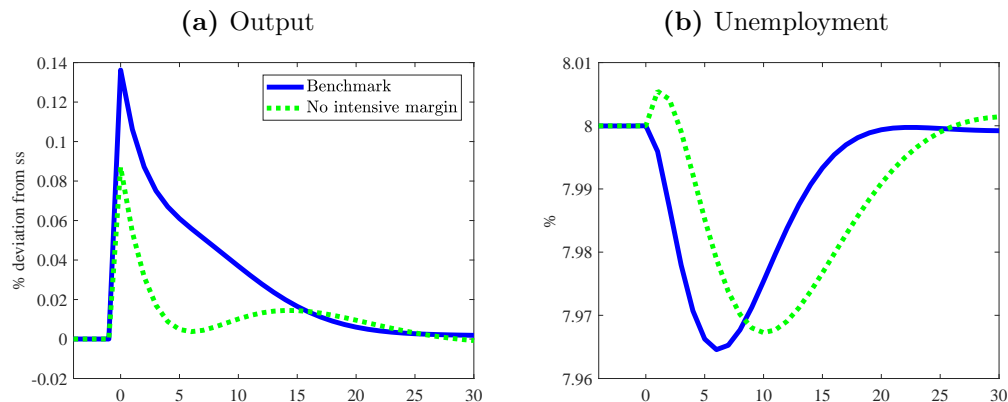 (a) Output
% deviation from ss
0.14
0.12
0.1
0.08
0.06
0.04
0.02
0
-0.02
0 5 10 15 20 25 30
Benchmark
No intensive margin
(b) Unemployment
%
8.01
8
7.99
7.98
7.97
7.96
0 5 10 15 20 25 30